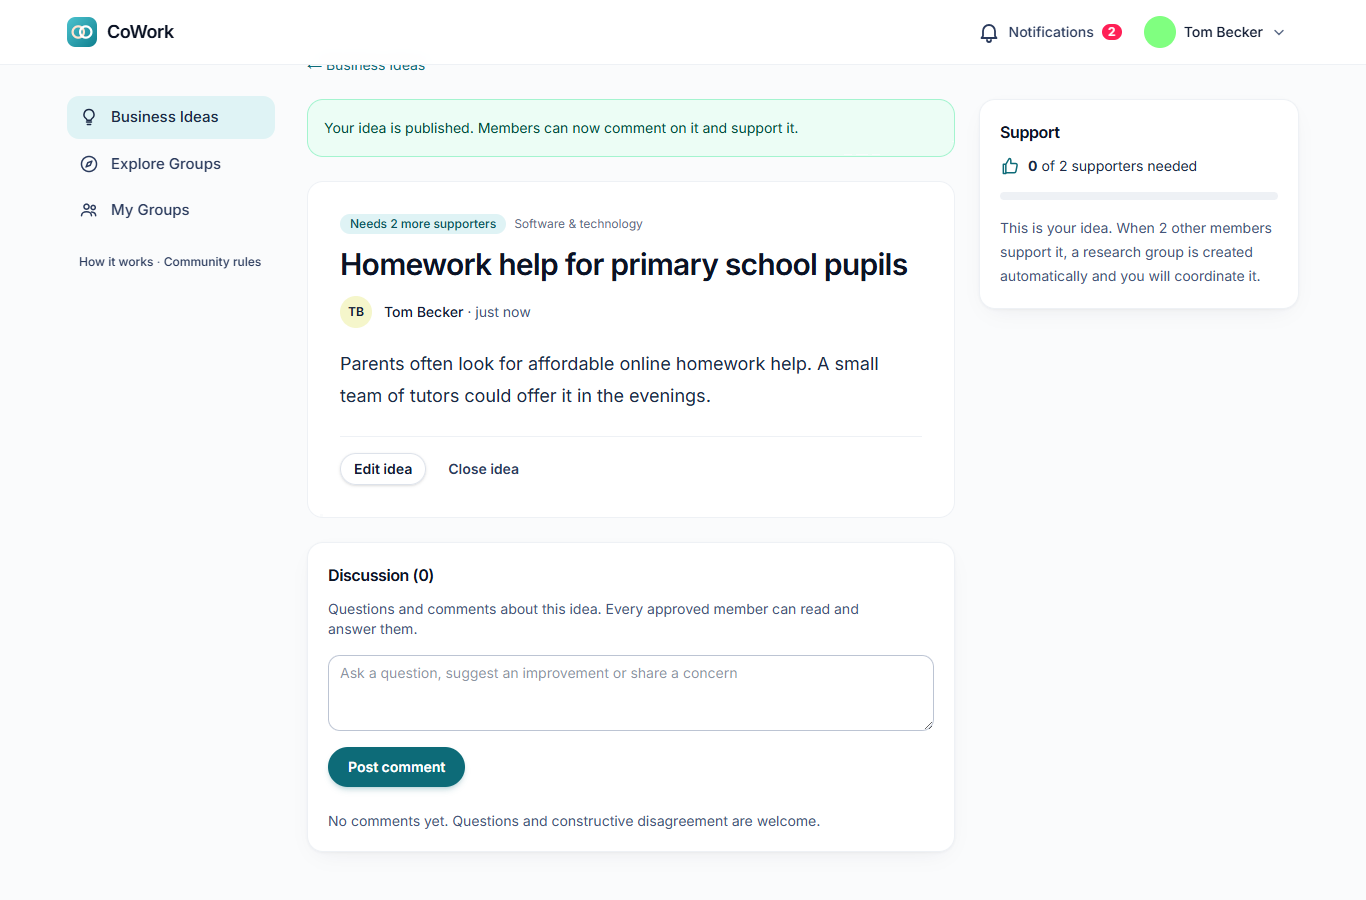 CoWork
Notifications 2
Tom Becker
← Business Ideas
Business Ideas
Explore Groups
My Groups
How it works · Community rules
Your idea is published. Members can now comment on it and support it.
Needs 2 more supporters Software & technology
Homework help for primary school pupils
TB Tom Becker · just now
Parents often look for affordable online homework help. A small
team of tutors could offer it in the evenings.
Edit idea Close idea
Discussion (0)
Questions and comments about this idea. Every approved member can read and
answer them.
Ask a question, suggest an improvement or share a concern
Post comment
No comments yet. Questions and constructive disagreement are welcome.
Support
0 of 2 supporters needed
This is your idea. When 2 other members
support it, a research group is created
automatically and you will coordinate it.